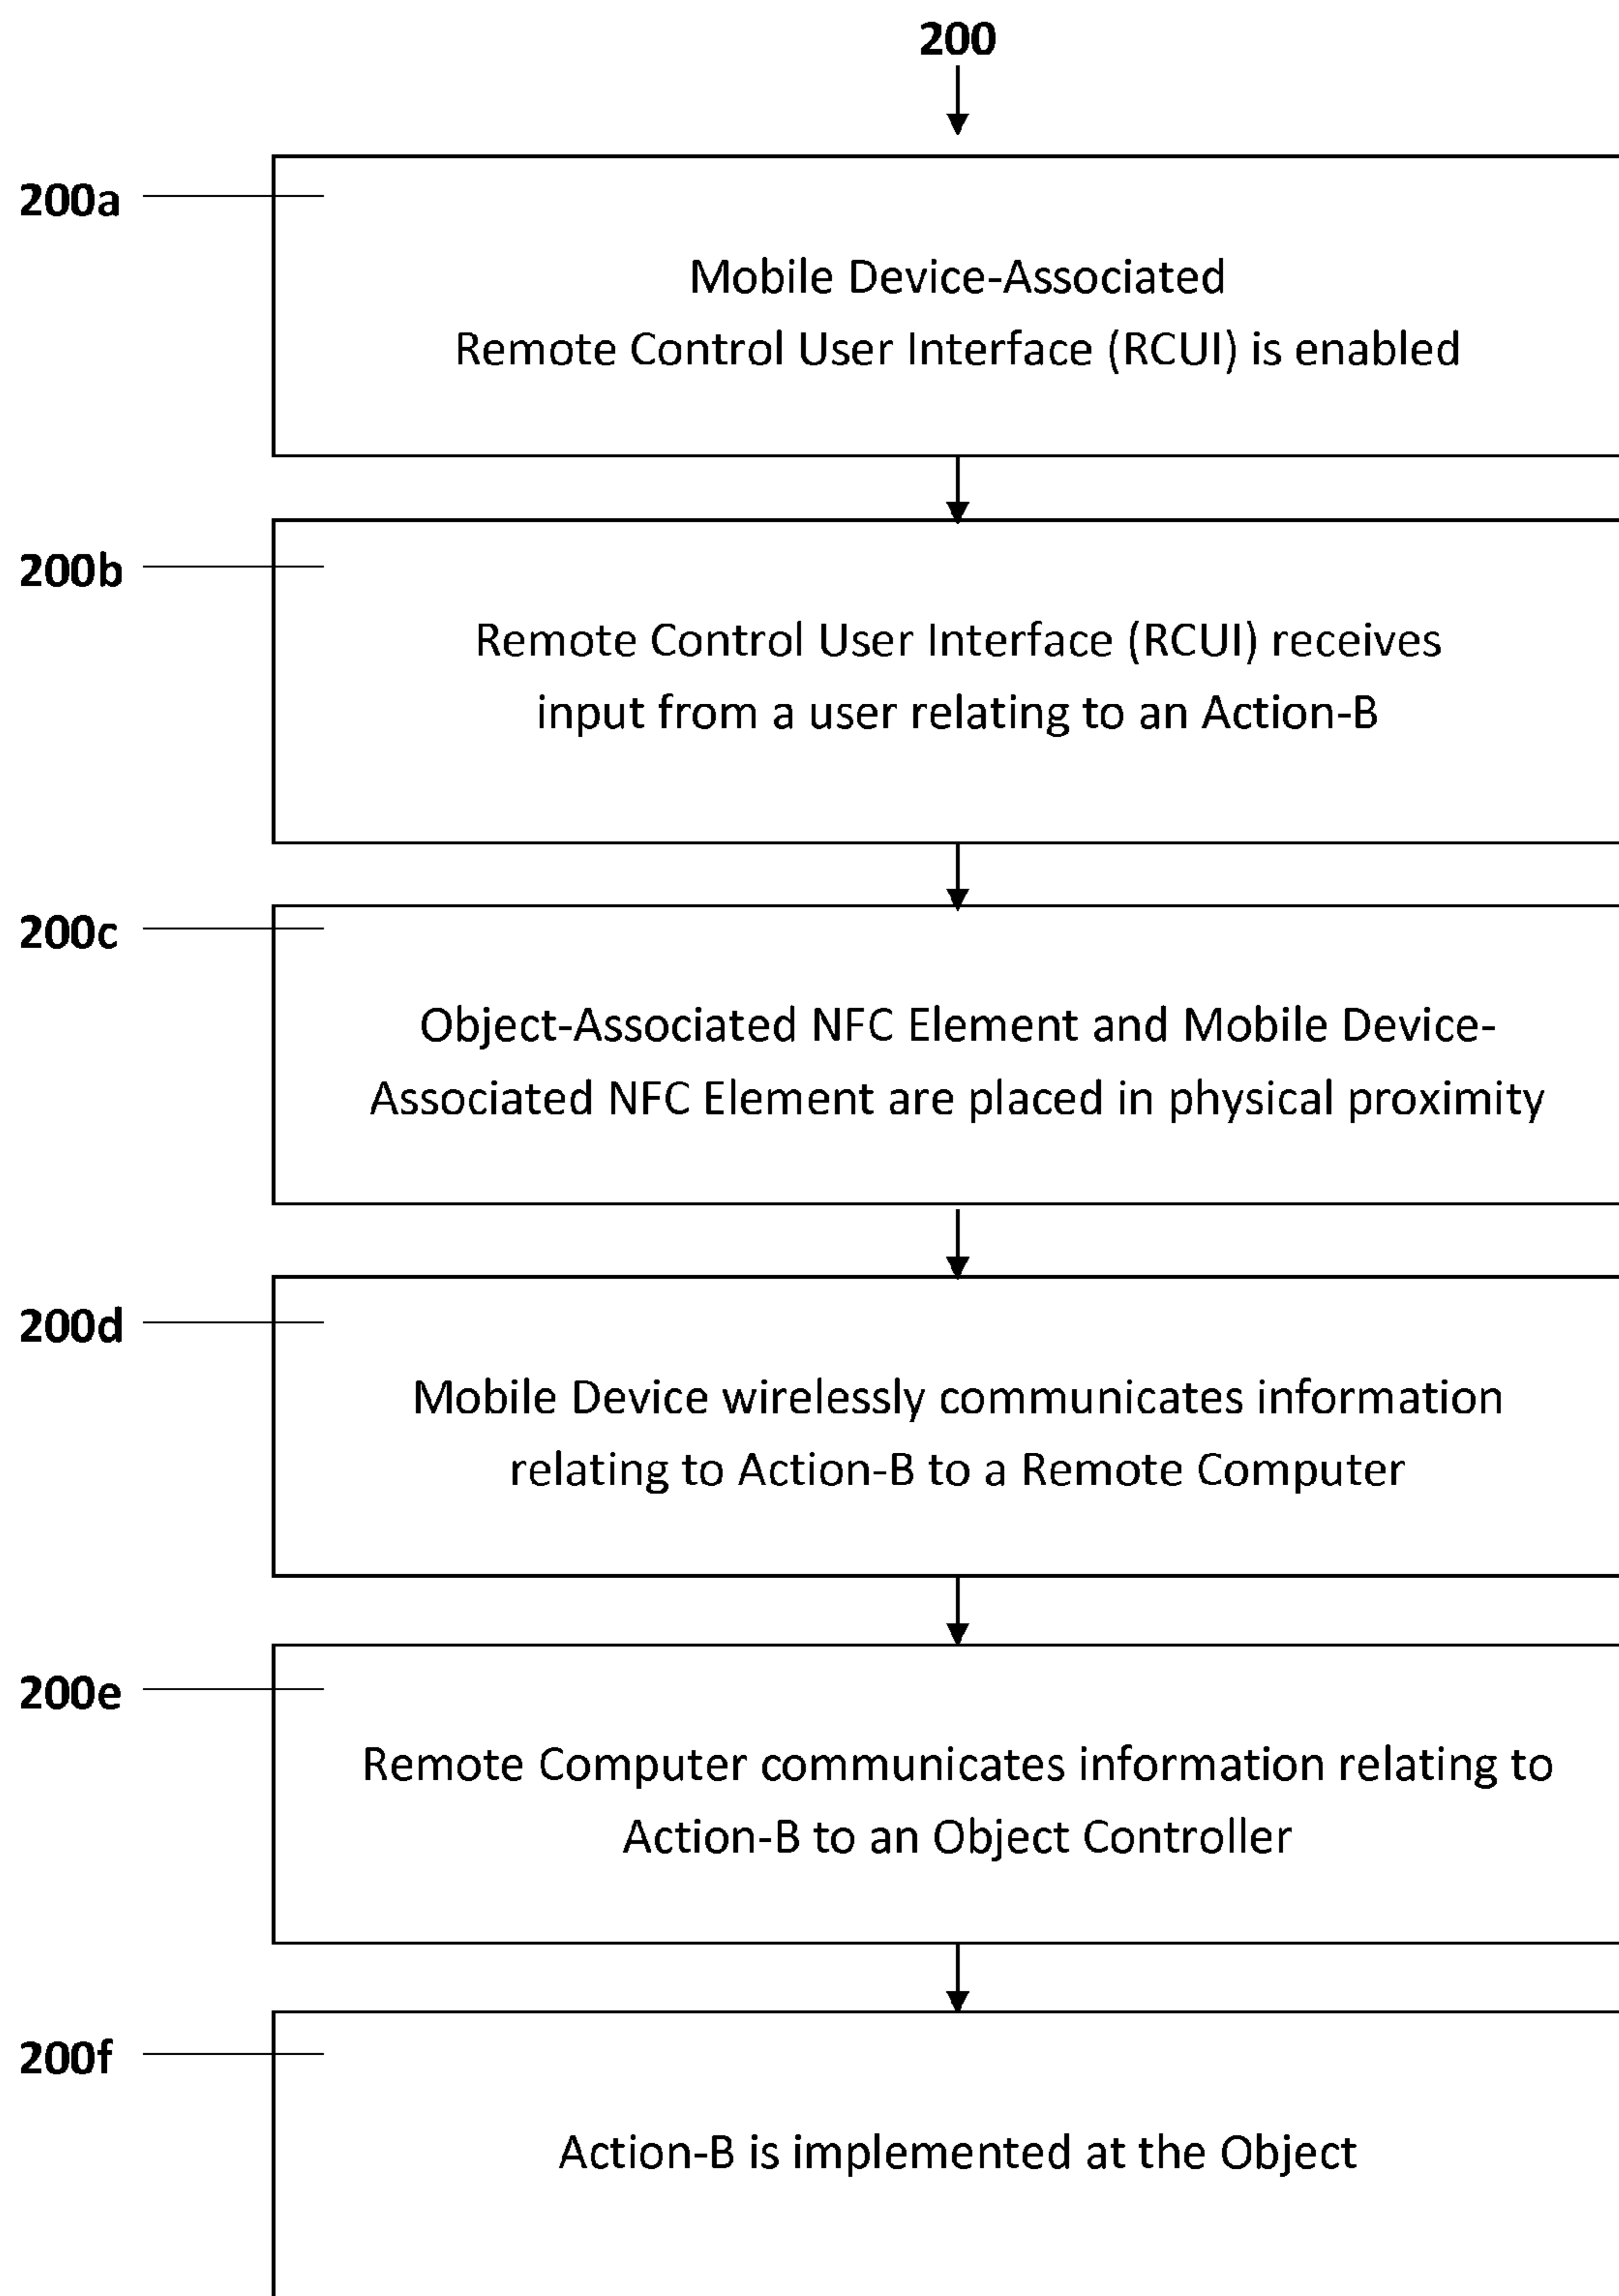 200
200a
Mobile Device-Associated
Remote Control User Interface (RCUI) is enabled
200b
Remote Control User Interface (RCUI) receives
input from a user relating to an Action-B
200c
Object-Associated NFC Element and Mobile Device-
Associated NFC Element are placed in physical proximity
200d
Mobile Device wirelessly communicates information
relating to Action-B to a Remote Computer
200e
Remote Computer communicates information relating to
Action-B to an Object Controller
200f
Action-B is implemented at the Object